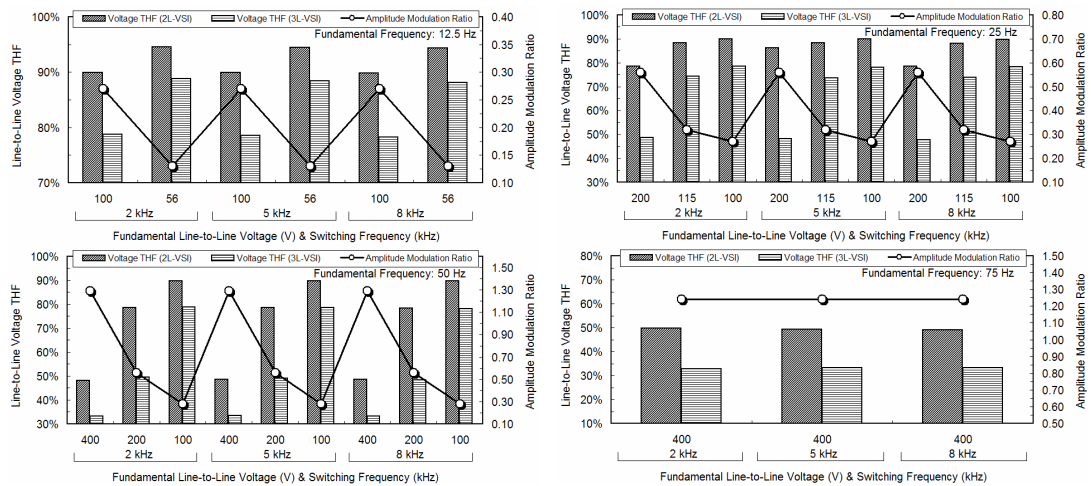 Voltage THF (2L-VSI) Voltage THF (3L-VSI) Amplitude Modulation Ratio
Fundamental Frequency: 12.5 Hz
Line-to-Line Voltage THF
100%
90%
80%
70%
0.40
0.35
0.30
0.25
0.20
0.15
0.10
Amplitude Modulation Ratio
100 56 100 56 100 56
2 kHz 5 kHz 8 kHz
Fundamental Line-to-Line Voltage (V) & Switching Frequency (kHz)
Voltage THF (2L-VSI) Voltage THF (3L-VSI) Amplitude Modulation Ratio
Fundamental Frequency: 25 Hz
Line-to-Line Voltage THF
100%
90%
80%
70%
60%
50%
40%
30%
0.80
0.70
0.60
0.50
0.40
0.30
0.20
0.10
Amplitude Modulation Ratio
200 115 100 200 115 100 200 115 100
2 kHz 5 kHz 8 kHz
Fundamental Line-to-Line Voltage (V) & Switching Frequency (kHz)
Voltage THF (2L-VSI) Voltage THF (3L-VSI) Amplitude Modulation Ratio
Fundamental Frequency: 50 Hz
Line-to-Line Voltage THF
100%
90%
80%
70%
60%
50%
40%
30%
1.50
1.30
1.10
0.90
0.70
0.50
0.30
0.10
Amplitude Modulation Ratio
400 200 100 400 200 100 400 200 100
2 kHz 5 kHz 8 kHz
Fundamental Line-to-Line Voltage (V) & Switching Frequency (kHz)
Voltage THF (2L-VSI) Voltage THF (3L-VSI) Amplitude Modulation Ratio
Fundamental Frequency: 75 Hz
Line-to-Line Voltage THF
80%
70%
60%
50%
40%
30%
20%
10%
1.50
1.40
1.30
1.20
1.10
1.00
0.90
0.80
0.70
0.60
0.50
Amplitude Modulation Ratio
400 400 400
2 kHz 5 kHz 8 kHz
Fundamental Line-to-Line Voltage (V) & Switching Frequency (kHz)